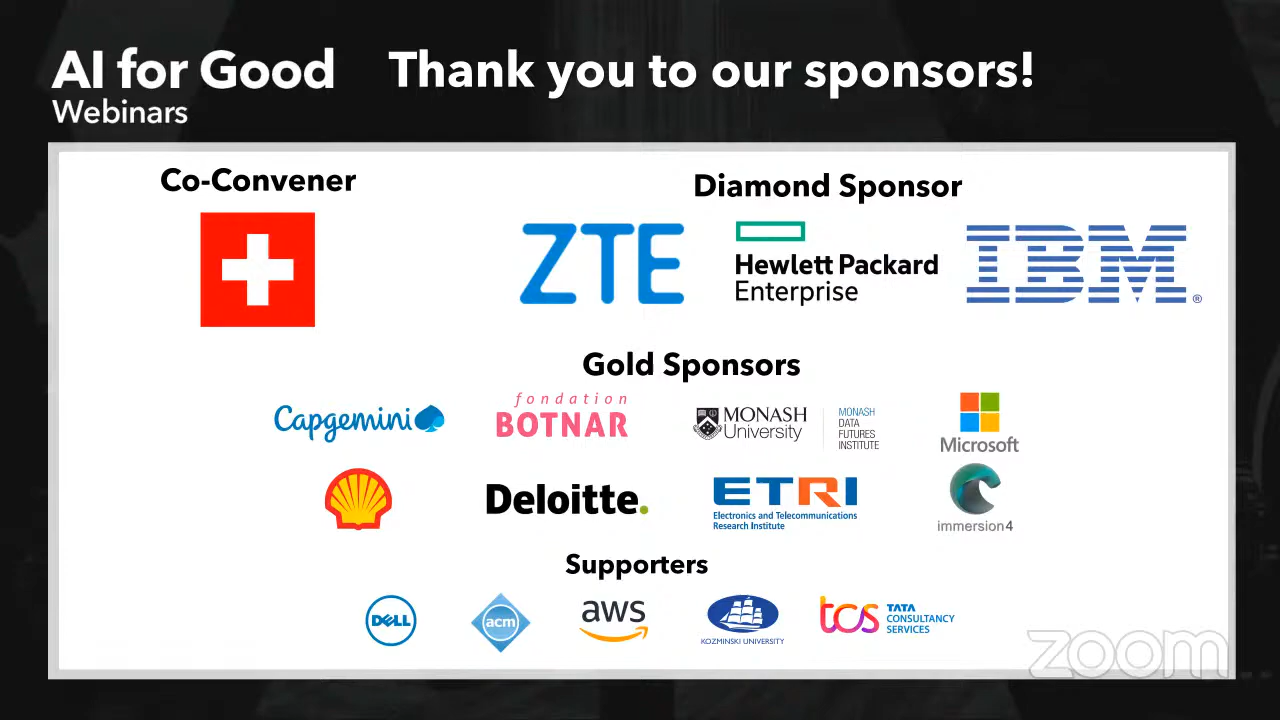 AI for Good
Webinars
Thank you to our sponsors!
Co-Convener
Diamond Sponsor
ZTE
Hewlett Packard
Enterprise
IBM®
Gold Sponsors
Capgemini
fondation
BOTNAR
MONASH
University
MONASH
DATA
FUTURES
INSTITUTE
Microsoft
Deloitte.
ETRI
Electronics and Telecommunications
Research Institute
immersion4
Supporters
DELL
acm
aws
KOZMINSKI UNIVERSITY
tcs
TATA
CONSULTANCY
SERVICES
zoom